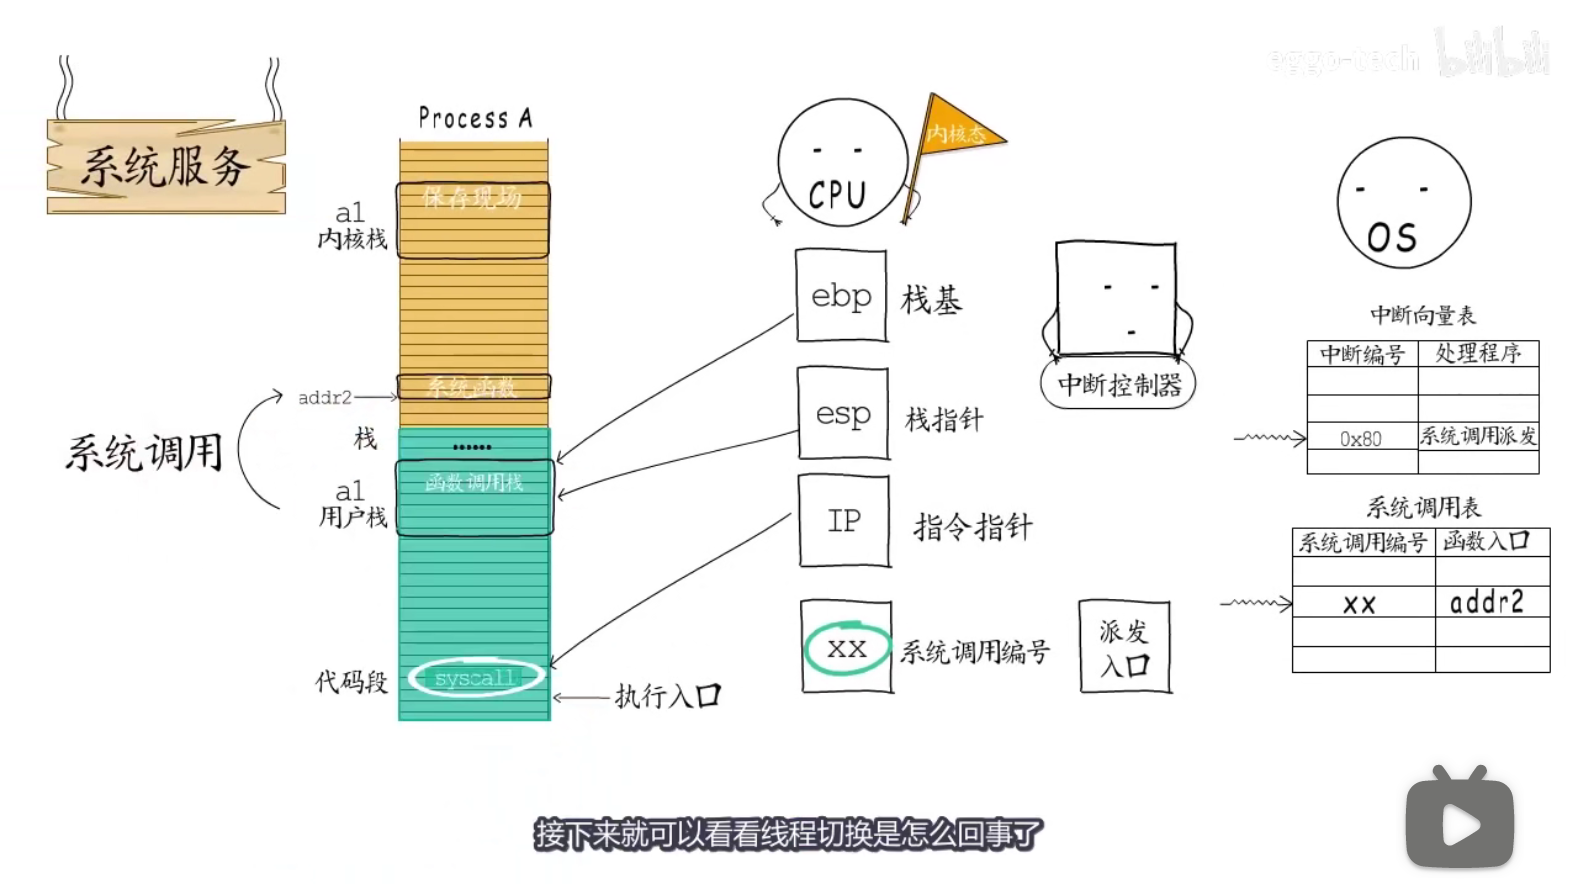 eggo-tech bilibili
系统服务
Process A
保存现场
a1
内核栈
系统函数
addr2
系统调用
栈
......
a1
用户栈
函数调用栈
代码段
syscall
执行入口
CPU
内核态
ebp
栈基
esp
栈指针
IP
指令指针
xx
系统调用编号
中断控制器
派发
入口
OS
中断向量表
中断编号 处理程序
0x80 系统调用派发
系统调用表
系统调用编号 函数入口
xx addr2
接下来就可以看看线程切换是怎么回事了